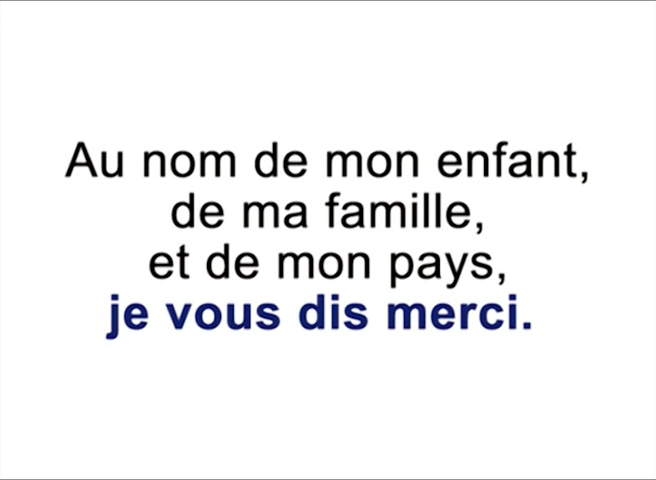 Au nom de mon enfant,
de ma famille,
et de mon pays,
je vous dis merci.